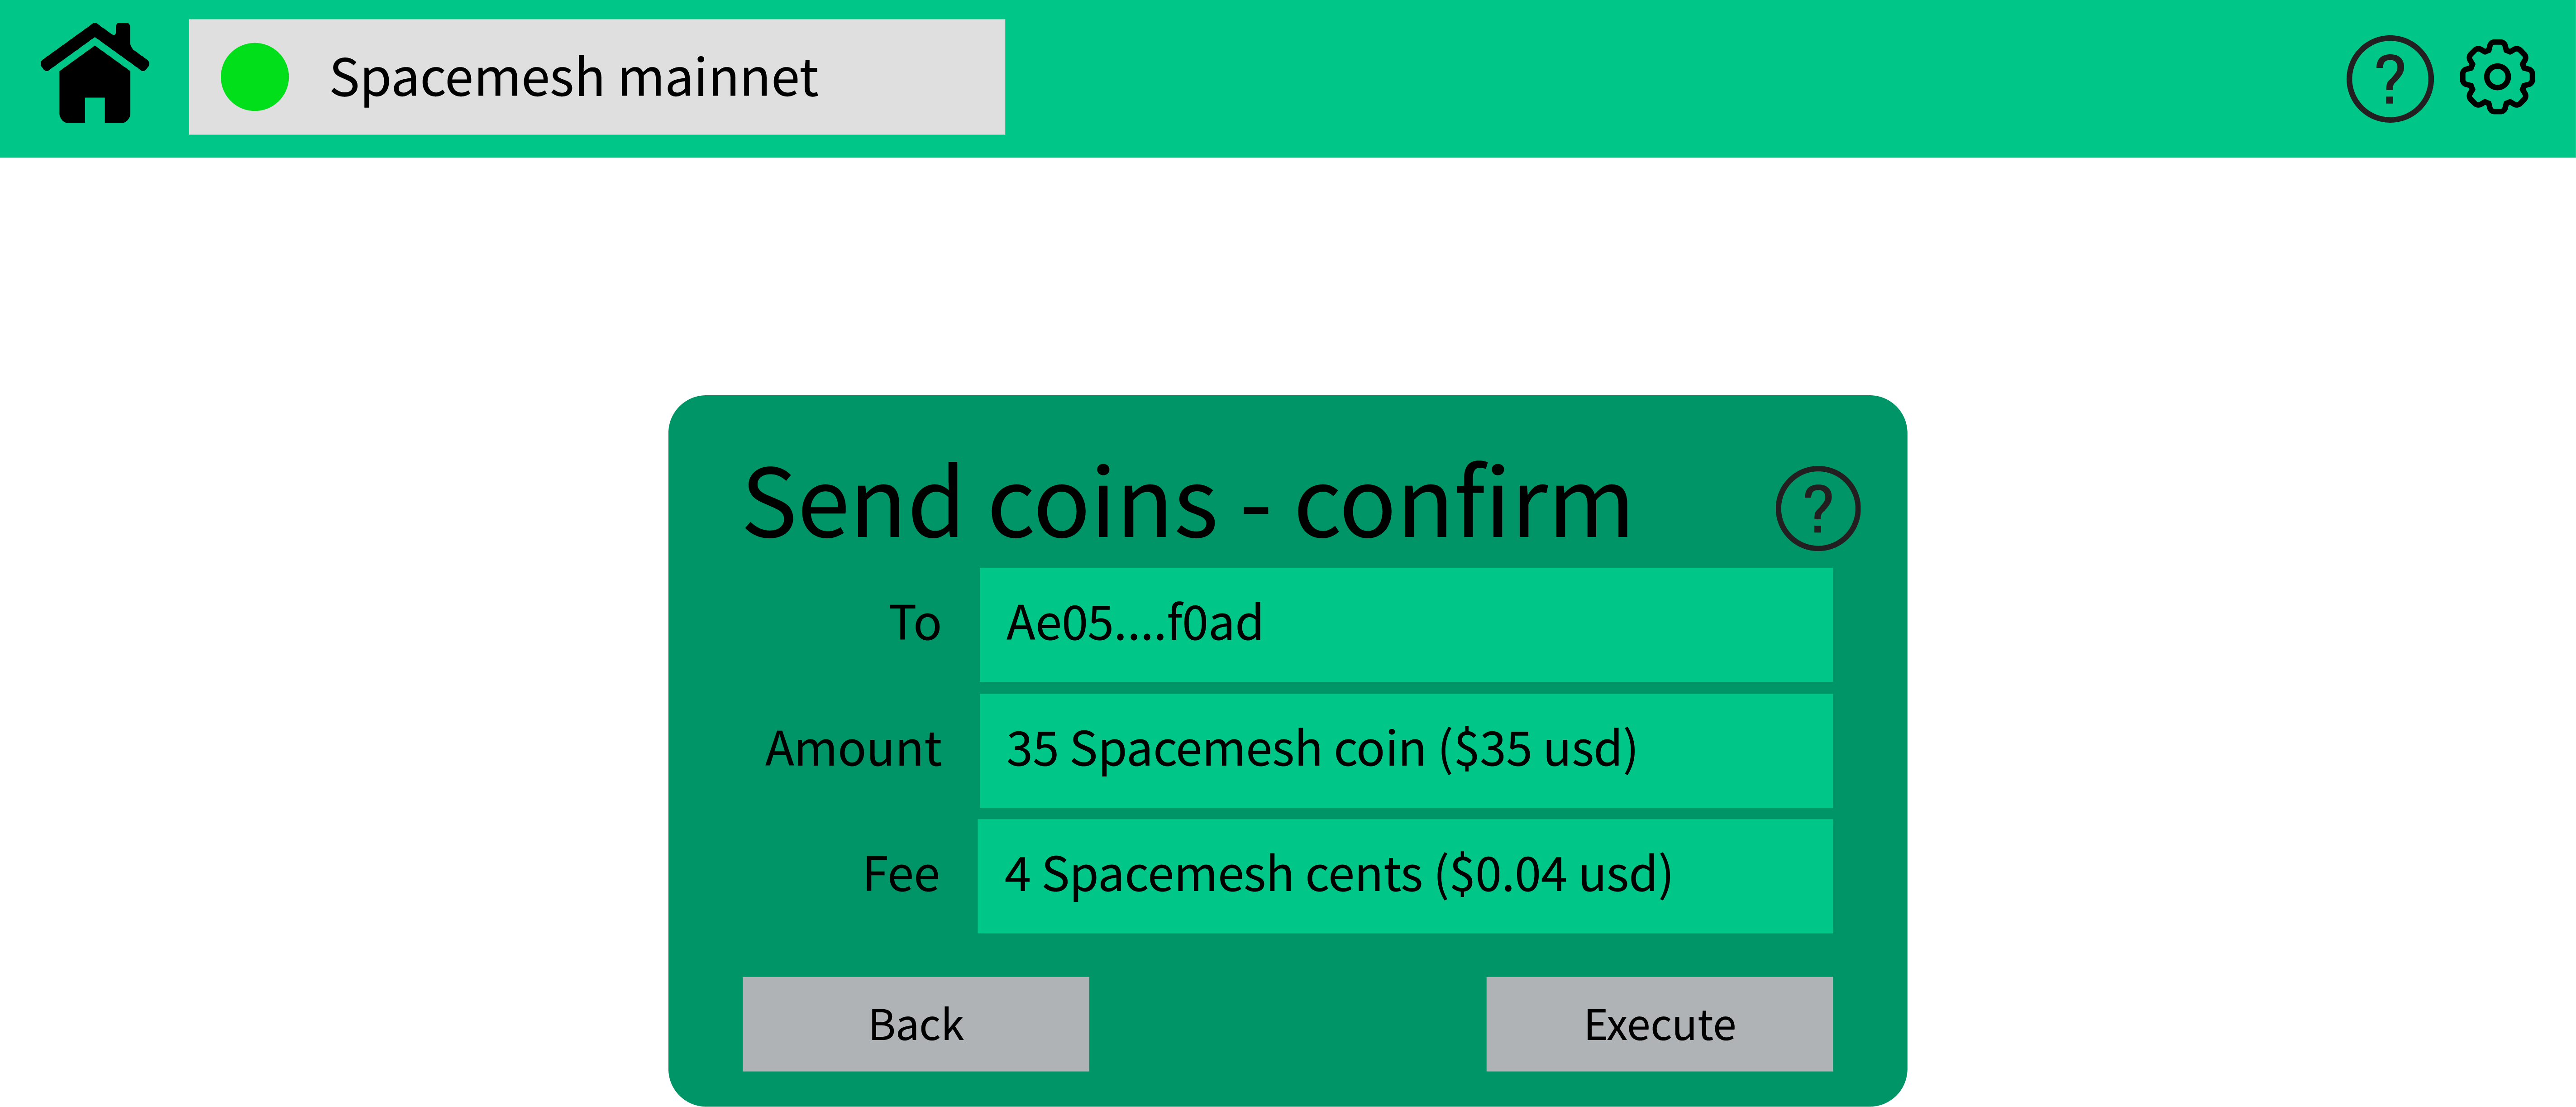 Spacemesh mainnet
?
Send coins - confirm
?
To
Ae05....f0ad
Amount
35 Spacemesh coin ($35 usd)
Fee
4 Spacemesh cents ($0.04 usd)
Back
Execute